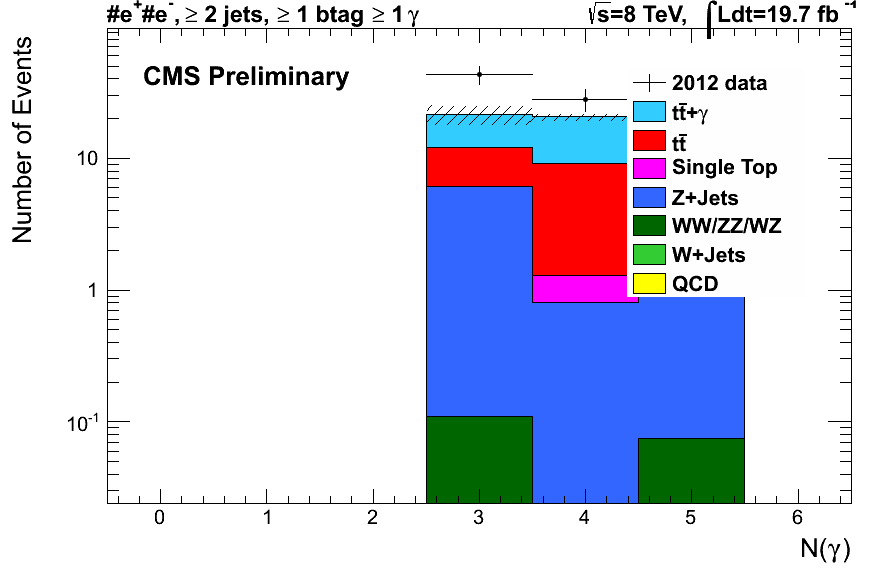 #e⁺#e⁻, ≥ 2 jets, ≥ 1 btag ≥ 1 γ
√s=8 TeV, ∫Ldt=19.7 fb⁻¹
CMS Preliminary
Number of Events
10
1
10⁻¹
2012 data
tt̄+γ
tt̄
Single Top
Z+Jets
WW/ZZ/WZ
W+Jets
QCD
0 1 2 3 4 5 6
N(γ)